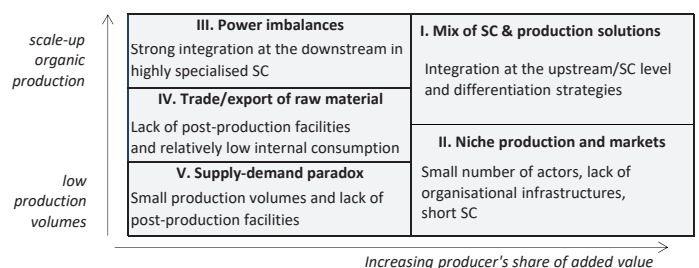 scale-up
organic
production
low
production
volumes
III. Power imbalances
Strong integration at the downstream in
highly specialised SC
IV. Trade/export of raw material
Lack of post-production facilities
and relatively low internal consumption
V. Supply-demand paradox
Small production volumes and lack of
post-production facilities
I. Mix of SC & production solutions
Integration at the upstream/SC level
and differentiation strategies
II. Niche production and markets
Small number of actors, lack of
organisational infrastructures,
short SC
Increasing producer's share of added value